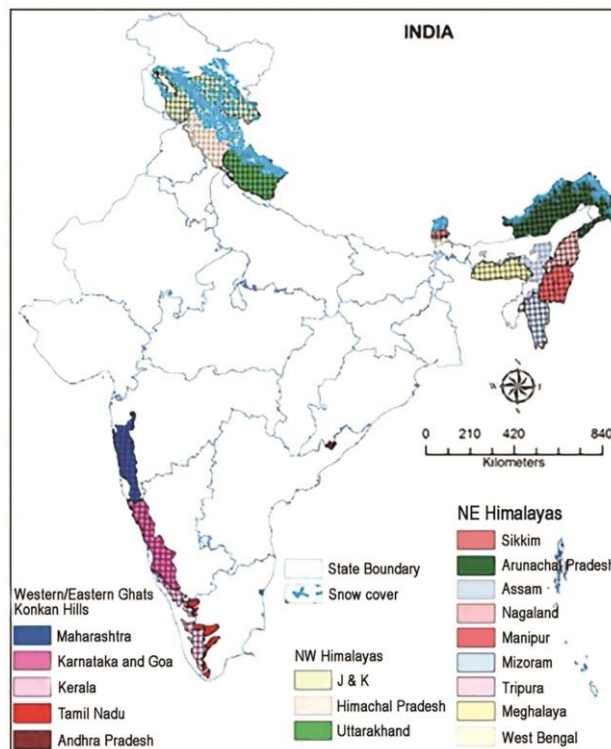 INDIA
0 210 420 840
Kilometers
Western/Eastern Ghats
Konkan Hills
Maharashtra
Karnataka and Goa
Kerala
Tamil Nadu
Andhra Pradesh
State Boundary
Snow cover
NW Himalayas
J & K
Himachal Pradesh
Uttarakhand
NE Himalayas
Sikkim
Arunachal Pradesh
Assam
Nagaland
Manipur
Mizoram
Tripura
Meghalaya
West Bengal